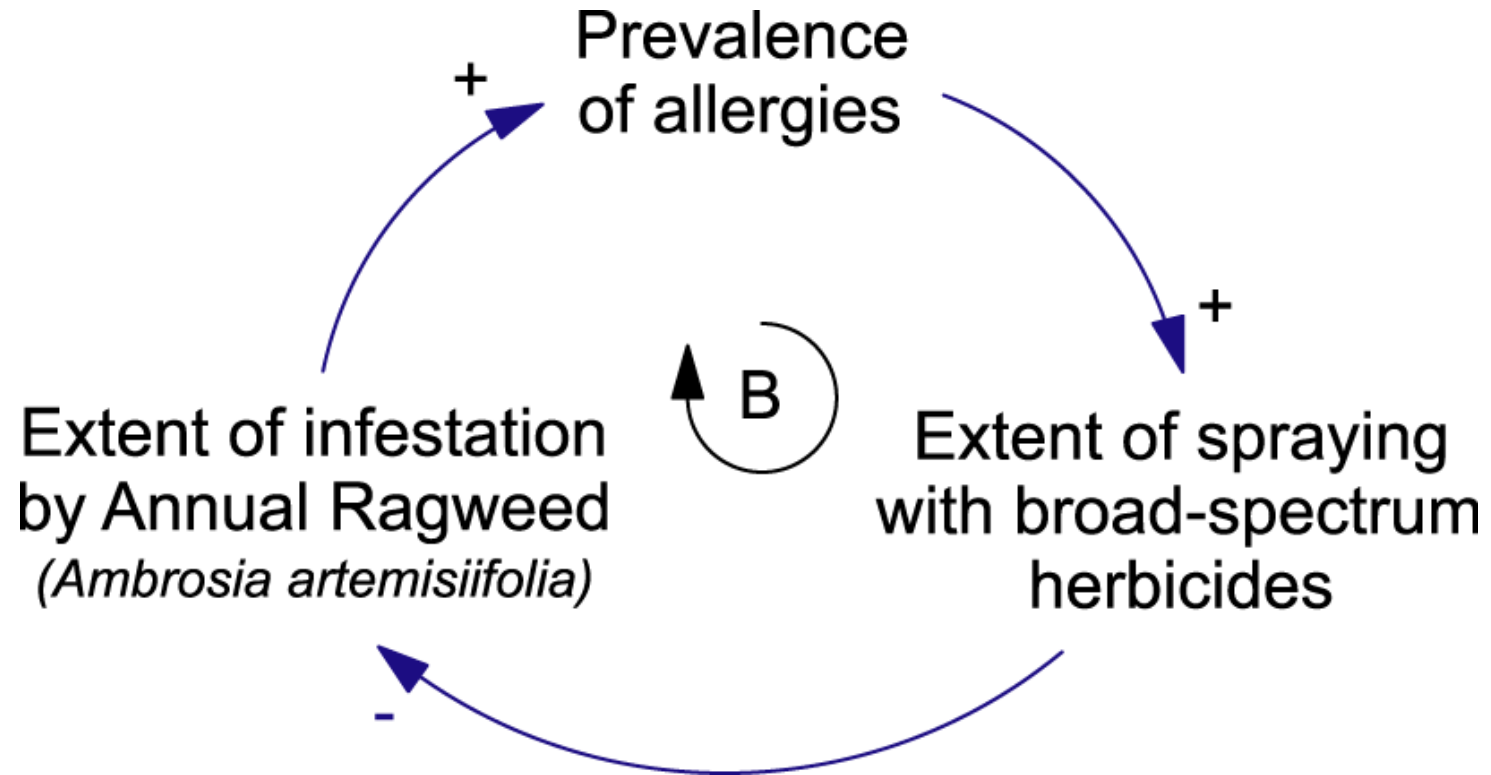 Prevalence
of allergies
+
+
B
Extent of infestation
by Annual Ragweed
(Ambrosia artemisiifolia)
Extent of spraying
with broad-spectrum
herbicides
-